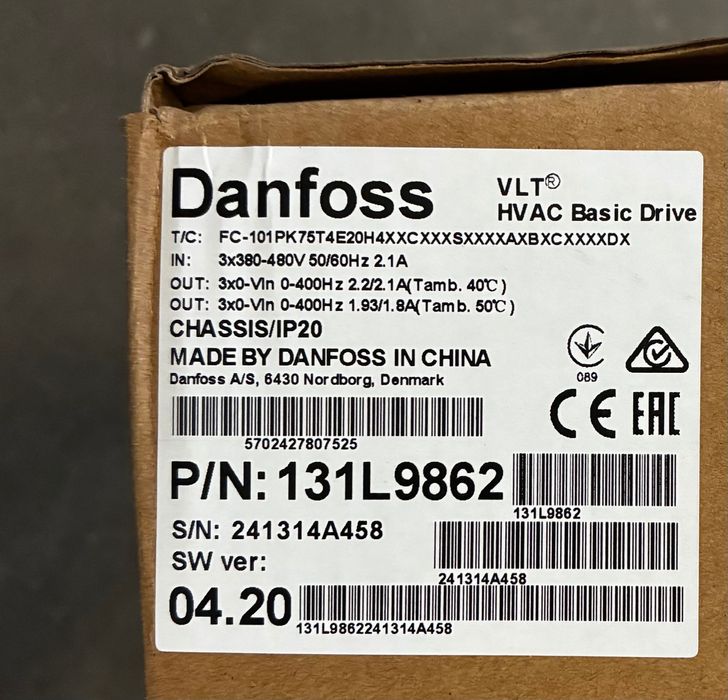 Danfoss
VLT®
HVAC Basic Drive
T/C: FC-101PK75T4E20H4XXCXXXSXXXXAXBXCXXXXDX
IN: 3x380-480V 50/60Hz 2.1A
OUT: 3x0-Vin 0-400Hz 2.2/2.1A(Tamb. 40℃)
OUT: 3x0-Vin 0-400Hz 1.93/1.8A(Tamb. 50℃)
CHASSIS/IP20
MADE BY DANFOSS IN CHINA
Danfoss A/S, 6430 Nordborg, Denmark
089
CE EAC
5702427807525
P/N: 131L9862
131L9862
S/N: 241314A458
241314A458
SW ver:
04.20
131L9862241314A458